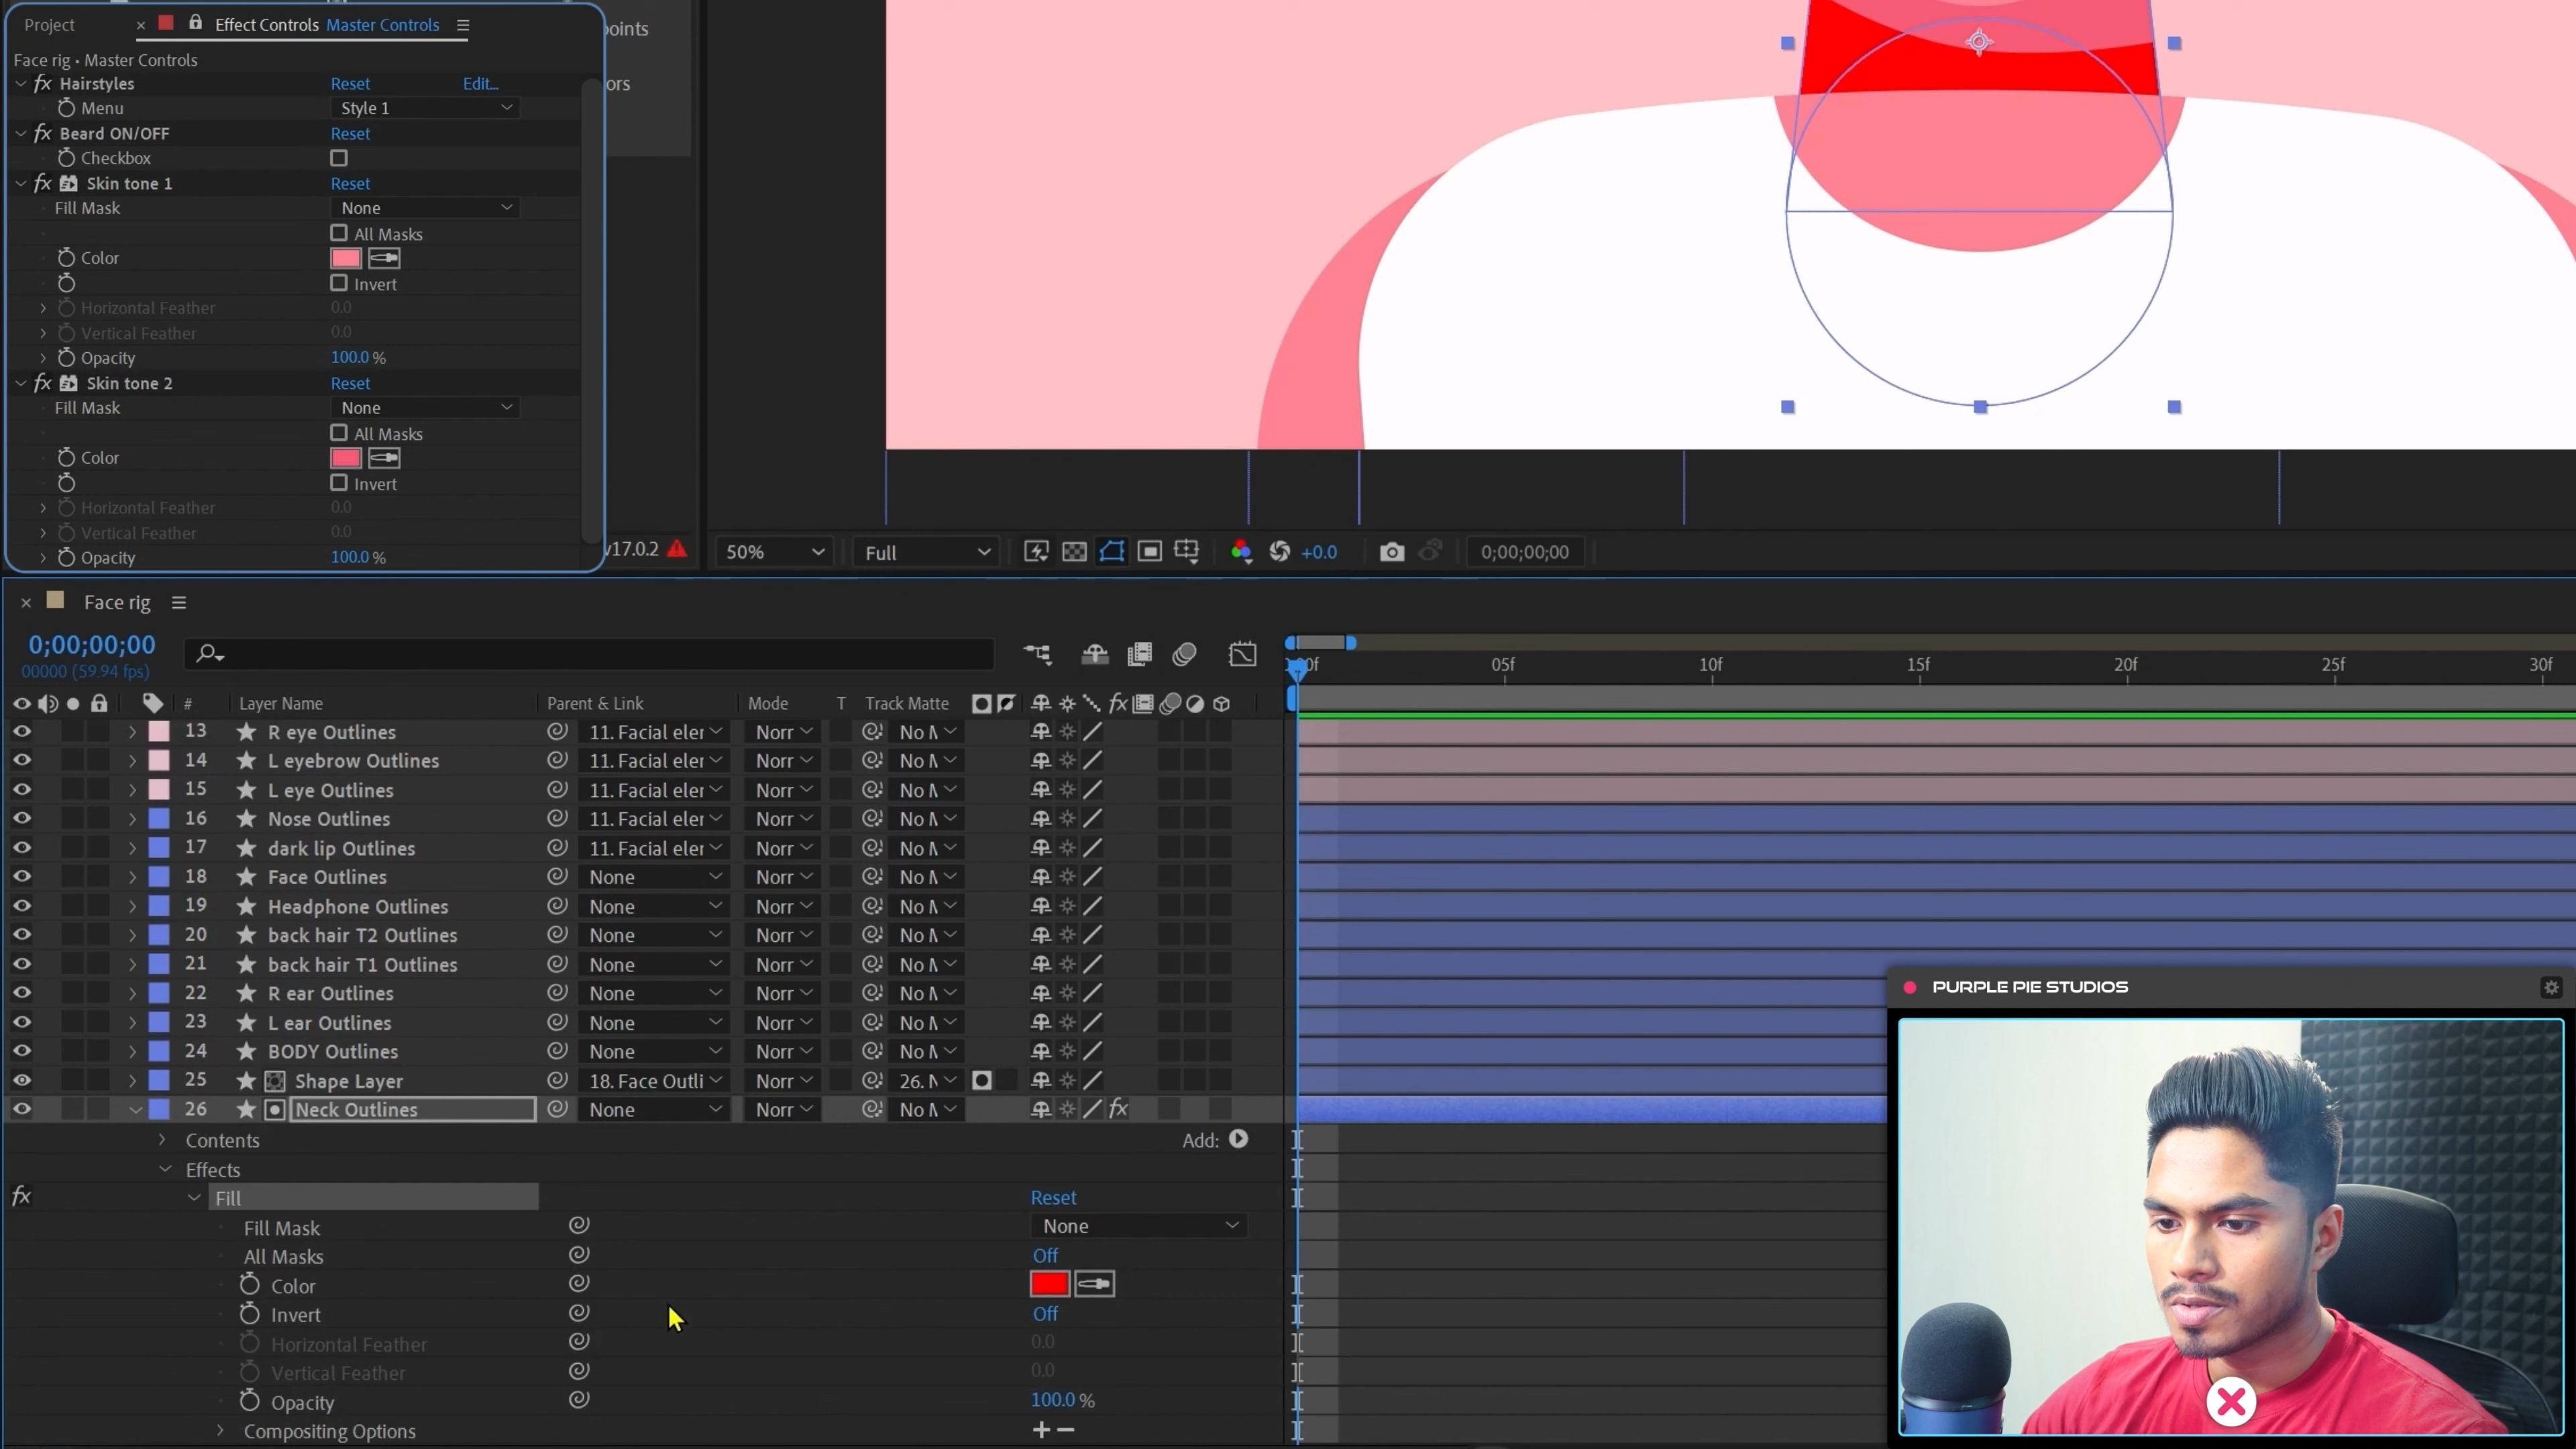 Project
× Effect Controls Master Controls
Face rig • Master Controls
fx Hairstyles Reset Edit...
Menu Style 1
fx Beard ON/OFF Reset
Checkbox
fx Skin tone 1 Reset
Fill Mask None
All Masks
Color
Invert
Horizontal Feather 0.0
Vertical Feather 0.0
Opacity 100.0 %
fx Skin tone 2 Reset
Fill Mask None
All Masks
Color
Invert
Horizontal Feather 0.0
Vertical Feather 0.0
Opacity 100.0 %
oints
ors
v17.0.2
50% Full +0.0 0;00;00;00
× Face rig
0;00;00;00
00000 (59.94 fps)
00f 05f 10f 15f 20f 25f 30f
# Layer Name Parent & Link Mode T Track Matte fx
13 R eye Outlines 11. Facial eler Norr No M
14 L eyebrow Outlines 11. Facial eler Norr No M
15 L eye Outlines 11. Facial eler Norr No M
16 Nose Outlines 11. Facial eler Norr No M
17 dark lip Outlines 11. Facial eler Norr No M
18 Face Outlines None Norr No M
19 Headphone Outlines None Norr No M
20 back hair T2 Outlines None Norr No M
21 back hair T1 Outlines None Norr No M
22 R ear Outlines None Norr No M
23 L ear Outlines None Norr No M
24 BODY Outlines None Norr No M
25 Shape Layer 18. Face Outli Norr 26. N
26 Neck Outlines None Norr No M fx
Contents Add:
Effects
fx Fill Reset
Fill Mask None
All Masks Off
Color
Invert Off
Horizontal Feather 0.0
Vertical Feather 0.0
Opacity 100.0 %
Compositing Options + −
PURPLE PIE STUDIOS